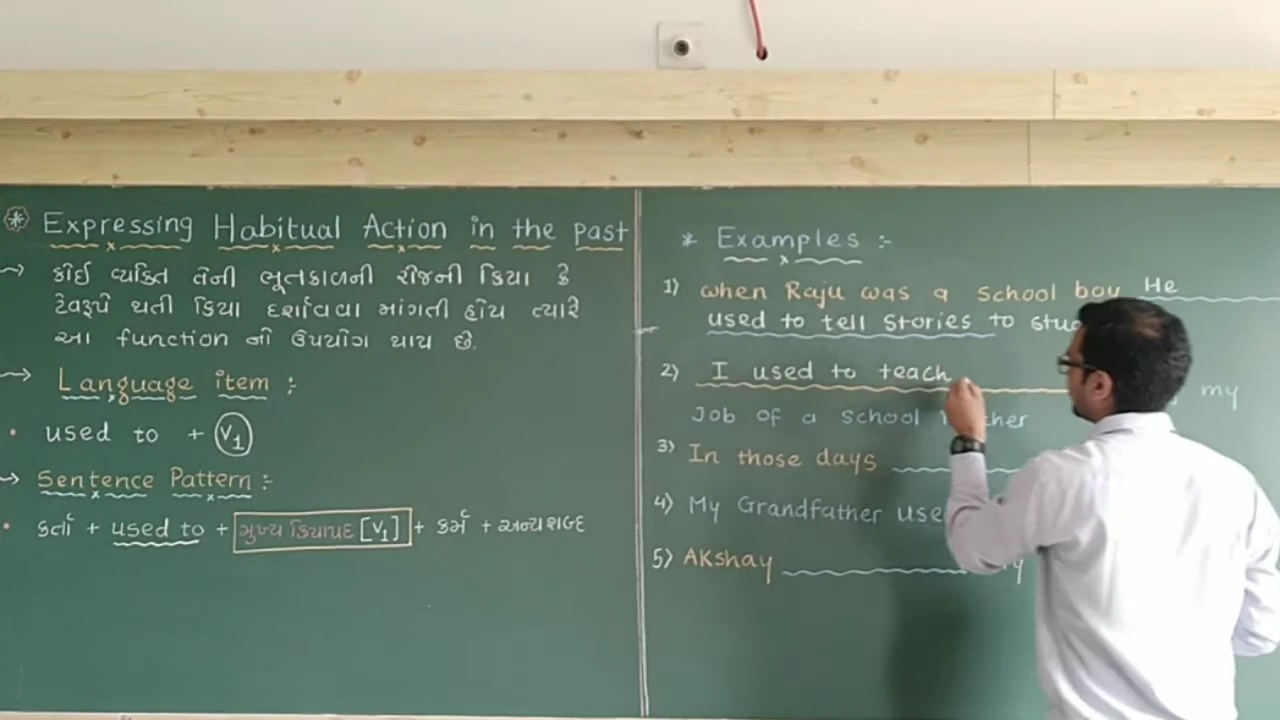 Expressing Habitual Action in the past
કોઈ વ્યકિત તેની ભૂતકાળની રોજની ક્રિયા કે
ટેવરૂપે થતી ક્રિયા દર્શાવવા માંગતી હોય ત્યારે
આ function નો ઉપયોગ થાય છે.
Language item :
• used to + V1
Sentence Pattern :-
• કર્તા + used to + મુખ્ય ક્રિયાપદ [V1] + કર્મ + અન્ય શબ્દ
* Examples :-
1) when Raju was a school boy He
used to tell stories to
2) I used to teach my
Job of a school
3) In those days
4) My Grandfather
5) Akshay